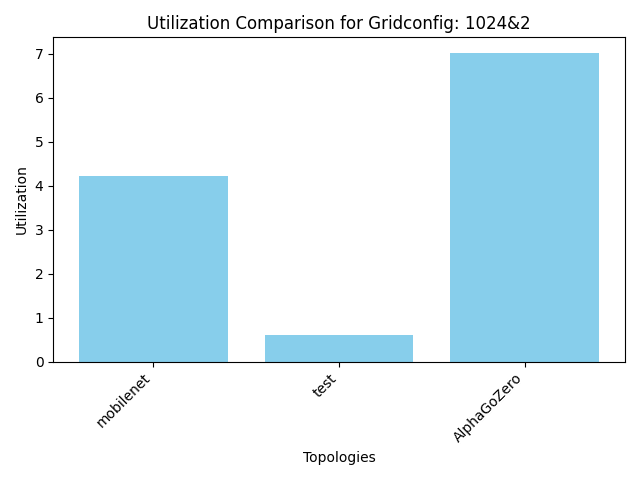 Utilization Comparison for Gridconfig: 1024&2
Utilization
7
6
5
4
3
2
1
0
mobilenet
test
AlphaGoZero
Topologies